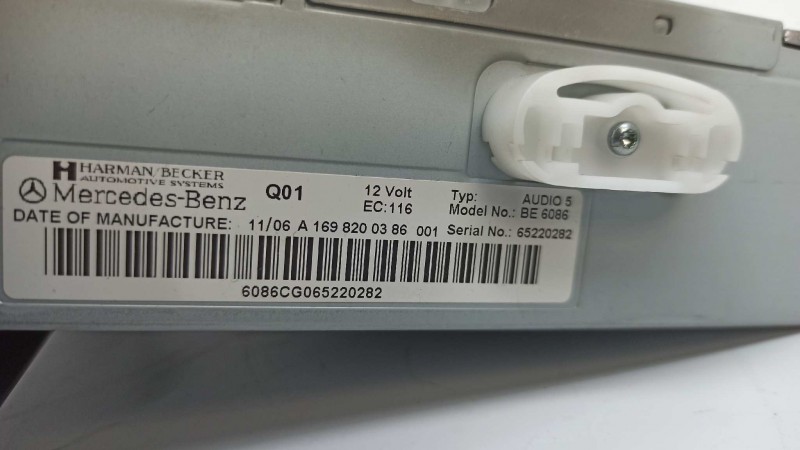 HARMAN/BECKER
AUTOMOTIVE SYSTEMS
Mercedes-Benz Q01 12 Volt Typ: AUDIO 5
EC:116 Model No.: BE 6086
DATE OF MANUFACTURE: 11/06 A 169 820 03 86 001 Serial No.: 65220282
6086CG065220282